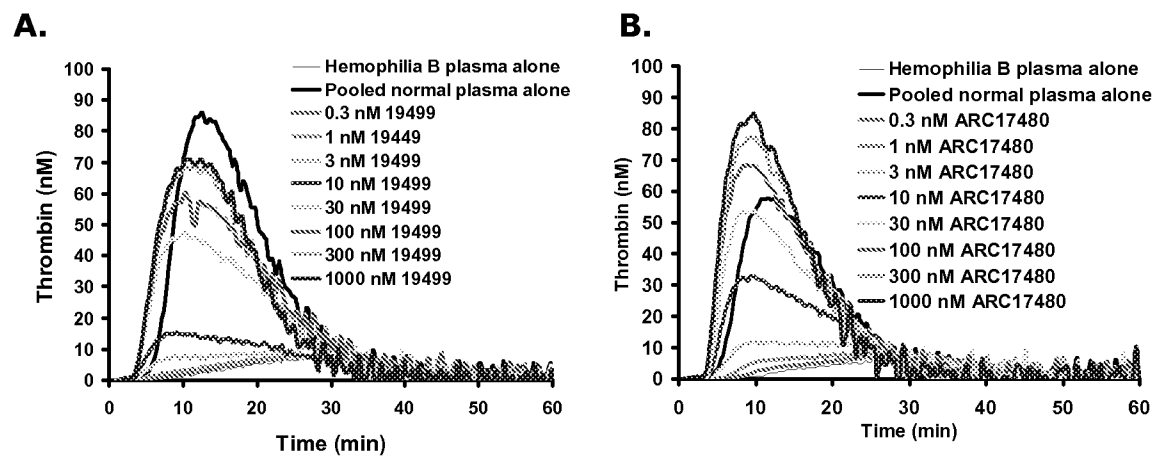 A.
Hemophilia B plasma alone
Pooled normal plasma alone
0.3 nM 19499
1 nM 19449
3 nM 19499
10 nM 19499
30 nM 19499
100 nM 19499
300 nM 19499
1000 nM 19499
Thrombin (nM)
100
90
80
70
60
50
40
30
20
10
0
0 10 20 30 40 50 60
Time (min)
B.
Hemophilia B plasma alone
Pooled normal plasma alone
0.3 nM ARC17480
1 nM ARC17480
3 nM ARC17480
10 nM ARC17480
30 nM ARC17480
100 nM ARC17480
300 nM ARC17480
1000 nM ARC17480
Thrombin (nM)
100
90
80
70
60
50
40
30
20
10
0
0 10 20 30 40 50 60
Time (min)